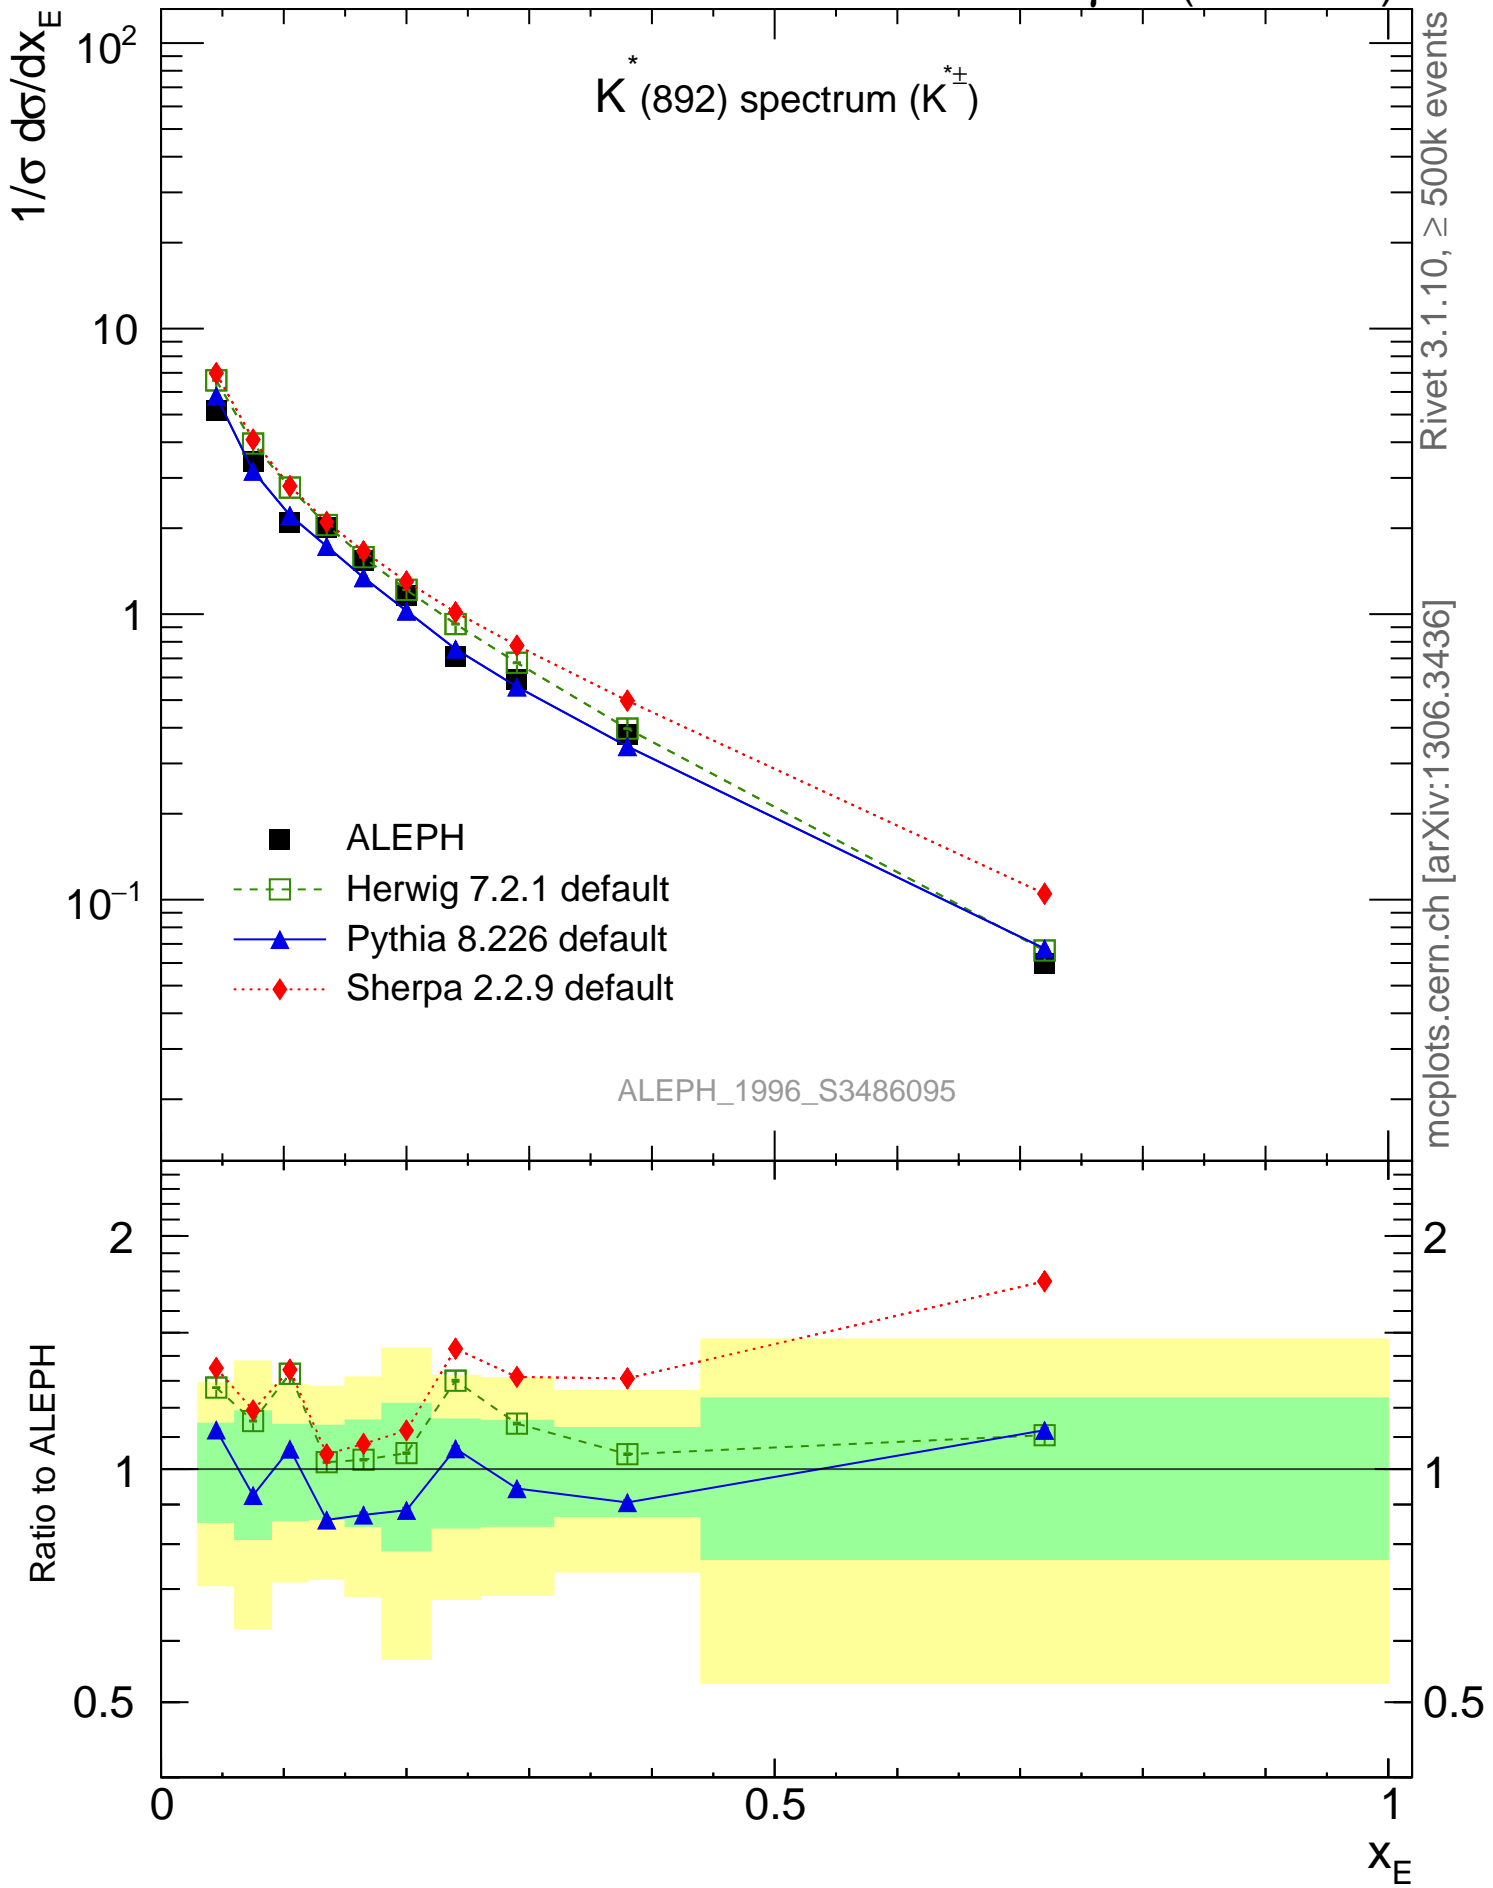 K*(892) spectrum (K*±)
1/σ dσ/dx_E
10²
10
1
10⁻¹
ALEPH
Herwig 7.2.1 default
Pythia 8.226 default
Sherpa 2.2.9 default
ALEPH_1996_S3486095
Rivet 3.1.10, ≥ 500k events
mcplots.cern.ch [arXiv:1306.3436]
Ratio to ALEPH
2
1
0.5
2
1
0.5
0
0.5
1
x_E